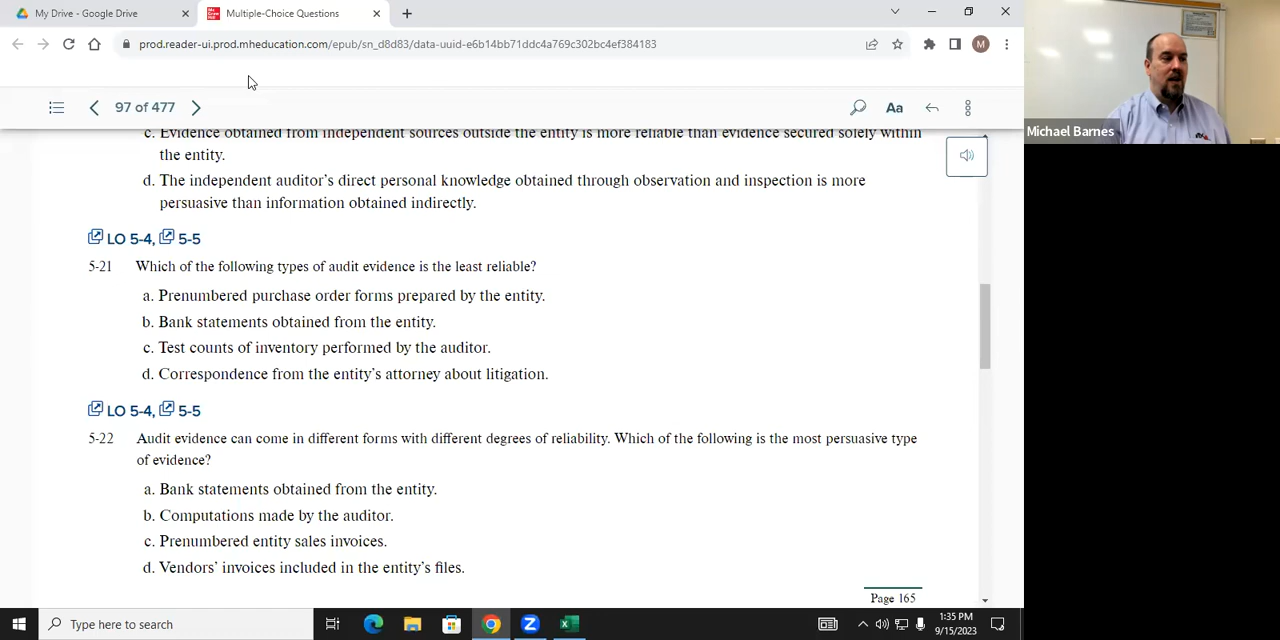 My Drive - Google Drive
Multiple-Choice Questions
prod.reader-ui.prod.mheducation.com/epub/sn_d8d83/data-uuid-e6b14bb71ddc4a769c302bc4ef384183
M
97 of 477
Aa
c. Evidence obtained from independent sources outside the entity is more reliable than evidence secured solely within
the entity.
d. The independent auditor's direct personal knowledge obtained through observation and inspection is more
persuasive than information obtained indirectly.
LO 5-4, 5-5
5-21 Which of the following types of audit evidence is the least reliable?
a. Prenumbered purchase order forms prepared by the entity.
b. Bank statements obtained from the entity.
c. Test counts of inventory performed by the auditor.
d. Correspondence from the entity's attorney about litigation.
LO 5-4, 5-5
5-22 Audit evidence can come in different forms with different degrees of reliability. Which of the following is the most persuasive type
of evidence?
a. Bank statements obtained from the entity.
b. Computations made by the auditor.
c. Prenumbered entity sales invoices.
d. Vendors' invoices included in the entity's files.
Page 165
Michael Barnes
Type here to search
1:35 PM
9/15/2023